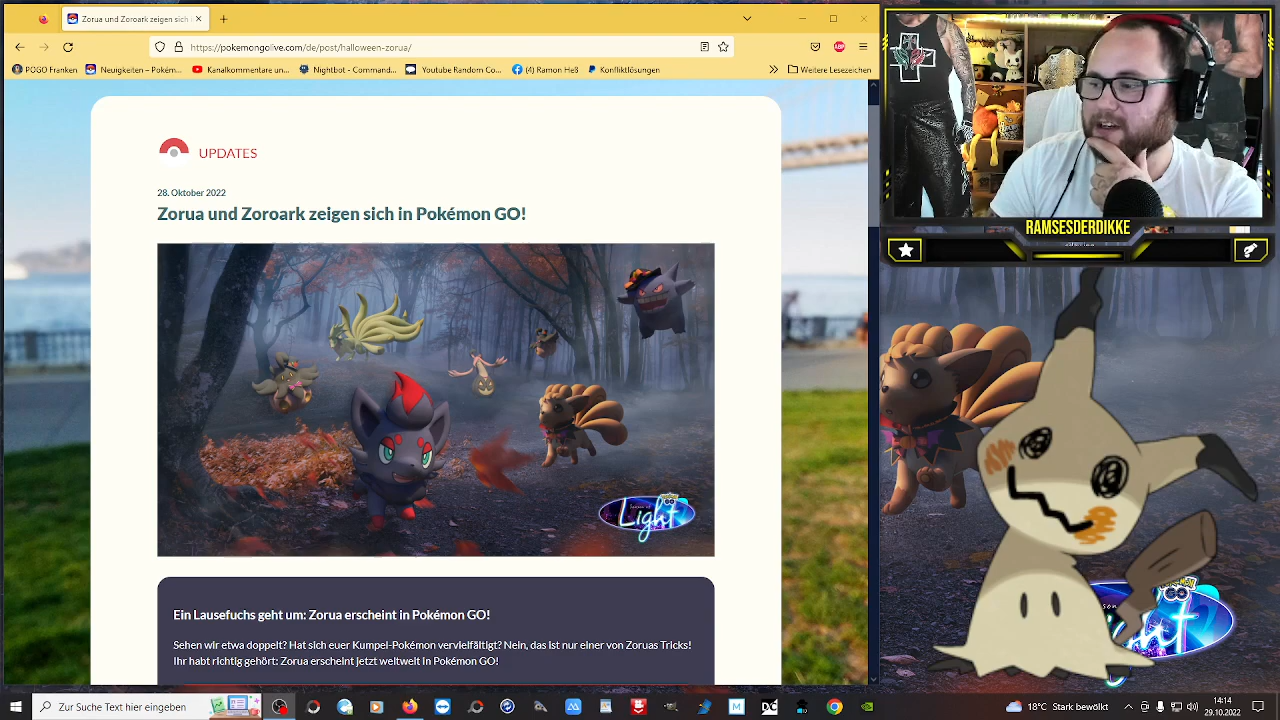 Zorua und Zoroark zeigen sich i
https://pokemongolive.com/de/post/halloween-zorua/
ABP
POGO Franken
Neuigkeiten – Pokém...
Kanalkommentare un...
Nightbot - Comman...
Youtube Random Co...
(4) Ramon Heß
Konfliktlösungen
Weitere Lesezeichen
UPDATES
28. Oktober 2022
Zorua und Zoroark zeigen sich in Pokémon GO!
Light
Ein Lausefuchs geht um: Zorua erscheint in Pokémon GO!
Sehen wir etwa doppelt? Hat sich euer Kumpel-Pokémon vervielfältigt? Nein, das ist nur einer von Zoruas Tricks!
Ihr habt richtig gehört: Zorua erscheint jetzt weltweit in Pokémon GO!
RAMSESDERDIKKE
Zur Suche Text hier eingeben
18°C Stark bewölkt
14:14
29.10.2022